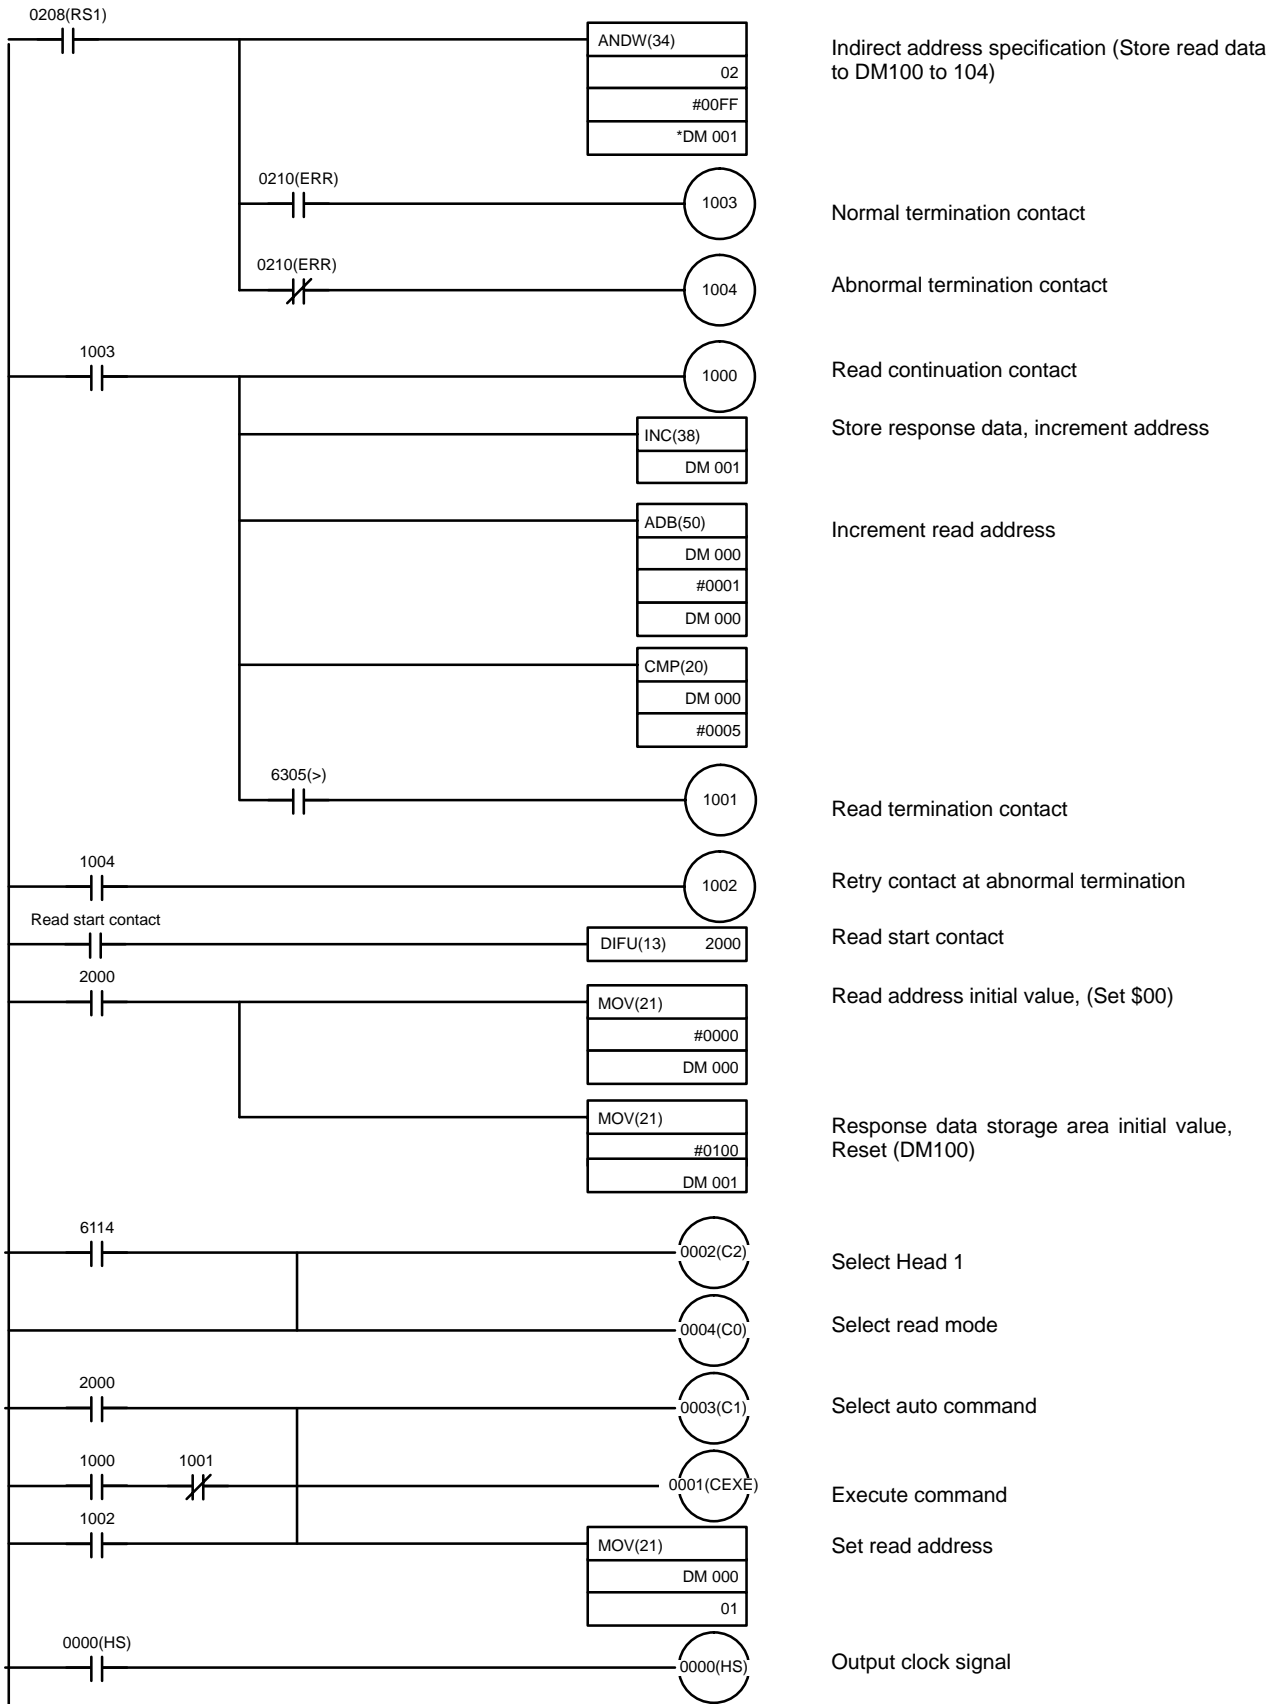 0208(RS1)
ANDW(34)
02
#00FF
*DM 001
Indirect address specification (Store read data
to DM100 to 104)
0210(ERR)
1003
Normal termination contact
0210(ERR)
1004
Abnormal termination contact
1003
1000
Read continuation contact
INC(38)
DM 001
Store response data, increment address
ADB(50)
DM 000
#0001
DM 000
Increment read address
CMP(20)
DM 000
#0005
6305(>)
1001
Read termination contact
1004
1002
Retry contact at abnormal termination
Read start contact
DIFU(13) 2000
Read start contact
2000
MOV(21)
#0000
DM 000
Read address initial value, (Set $00)
MOV(21)
#0100
DM 001
Response data storage area initial value,
Reset (DM100)
6114
0002(C2)
Select Head 1
0004(C0)
Select read mode
2000
0003(C1)
Select auto command
1000 1001
0001(CEXE)
Execute command
1002
MOV(21)
DM 000
01
Set read address
0000(HS)
0000(HS)
Output clock signal